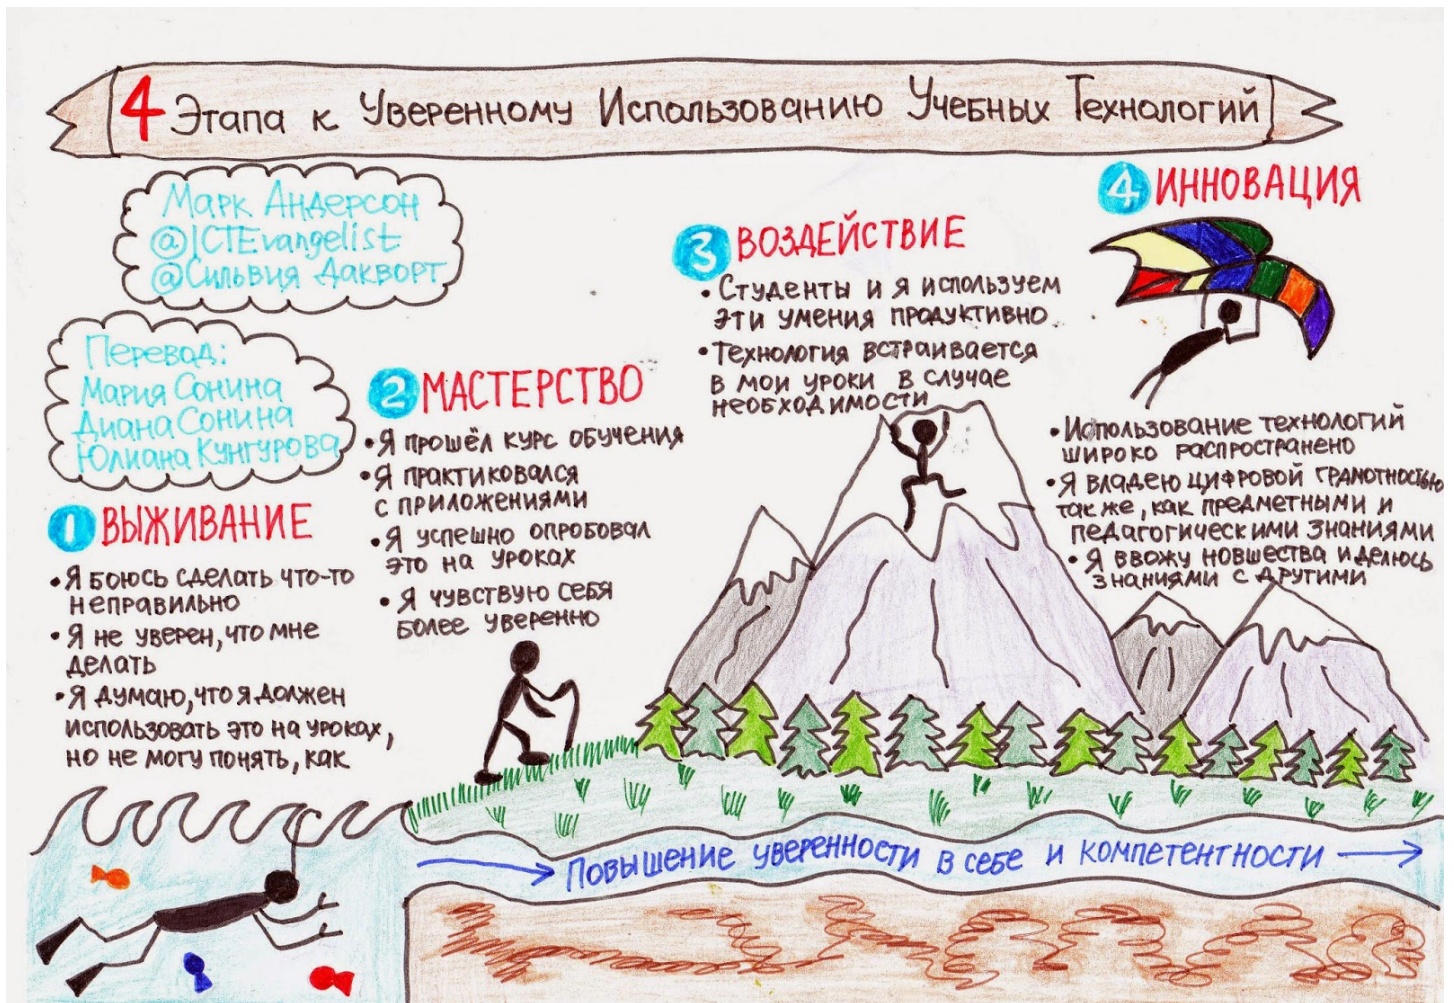 4 Этапа к Уверенному Использованию Учебных Технологий
Марк Андерсон
@ICTEvangelist
@Сильвия Дакворт
Перевод:
Мария Сонина
Диана Сонина
Юлиана Кунгурова
1 ВЫЖИВАНИЕ
• Я боюсь сделать что-то
неправильно
• Я не уверен, что мне
делать
• Я думаю, что я должен
использовать это на уроках,
но не могу понять, как
2 МАСТЕРСТВО
• Я прошёл курс обучения
• Я практиковался
с приложениями
• Я успешно опробовал
это на уроках
• Я чувствую себя
более уверенно
3 ВОЗДЕЙСТВИЕ
• Студенты и я используем
эти умения продуктивно
• Технология встраивается
в мои уроки в случае
необходимости
4 ИННОВАЦИЯ
• Использование технологий
широко распространено
• Я владею цифровой грамотностью
также, как предметными и
педагогическими знаниями
• Я ввожу новшества и делюсь
знаниями с другими
Повышение уверенности в себе и компетентности